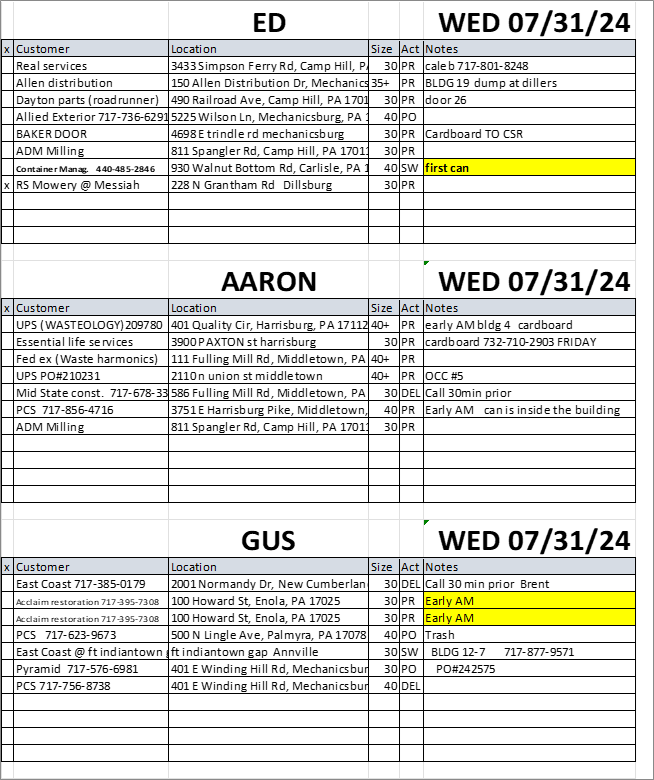 ED WED 07/31/24
x Customer Location Size Act Notes
Real services 3433 Simpson Ferry Rd, Camp Hill, PA 30 PR caleb 717-801-8248
Allen distribution 150 Allen Distribution Dr, Mechanics 35+ PR BLDG 19 dump at dillers
Dayton parts (roadrunner) 490 Railroad Ave, Camp Hill, PA 1701 30 PR door 26
Allied Exterior 717-736-6291 5225 Wilson Ln, Mechanicsburg, PA 1 40 PO
BAKER DOOR 4698 E trindle rd mechanicsburg 30 PR Cardboard TO CSR
ADM Milling 811 Spangler Rd, Camp Hill, PA 17011 30 PR
Container Manag. 440-485-2846 930 Walnut Bottom Rd, Carlisle, PA 1 40 SW first can
x RS Mowery @ Messiah 228 N Grantham Rd Dillsburg 30 PR
AARON WED 07/31/24
x Customer Location Size Act Notes
UPS (WASTEOLOGY)209780 401 Quality Cir, Harrisburg, PA 17112 40+ PR early AM bldg 4 cardboard
Essential life services 3900 PAXTON st harrisburg 30 PR cardboard 732-710-2903 FRIDAY
Fed ex (Waste harmonics) 111 Fulling Mill Rd, Middletown, PA 40+ PR
UPS PO#210231 2110 n union st middletown 40+ PR OCC #5
Mid State const. 717-678-33 586 Fulling Mill Rd, Middletown, PA 40 DEL Call 30min prior
PCS 717-856-4716 3751 E Harrisburg Pike, Middletown, 40 PR Early AM can is inside the building
ADM Milling 811 Spangler Rd, Camp Hill, PA 17011 30 PR
GUS WED 07/31/24
x Customer Location Size Act Notes
East Coast 717-385-0179 2001 Normandy Dr, New Cumberlan 30 DEL Call 30 min prior Brent
Acclaim restoration 717-395-7308 100 Howard St, Enola, PA 17025 30 PR Early AM
Acclaim restoration 717-395-7308 100 Howard St, Enola, PA 17025 30 PR Early AM
PCS 717-623-9673 500 N Lingle Ave, Palmyra, PA 17078 40 PO Trash
East Coast @ ft indiantown g ft indiantown gap Annville 30 SW BLDG 12-7 717-877-9571
Pyramid 717-576-6981 401 E Winding Hill Rd, Mechanicsbur 30 PO PO#242575
PCS 717-756-8738 401 E Winding Hill Rd, Mechanicsbur 40 DEL